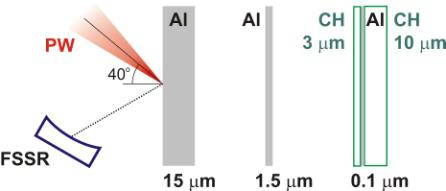 Al Al CH Al CH
PW 3 μm 10 μm
40°
FSSR
15 μm 1.5 μm 0.1 μm